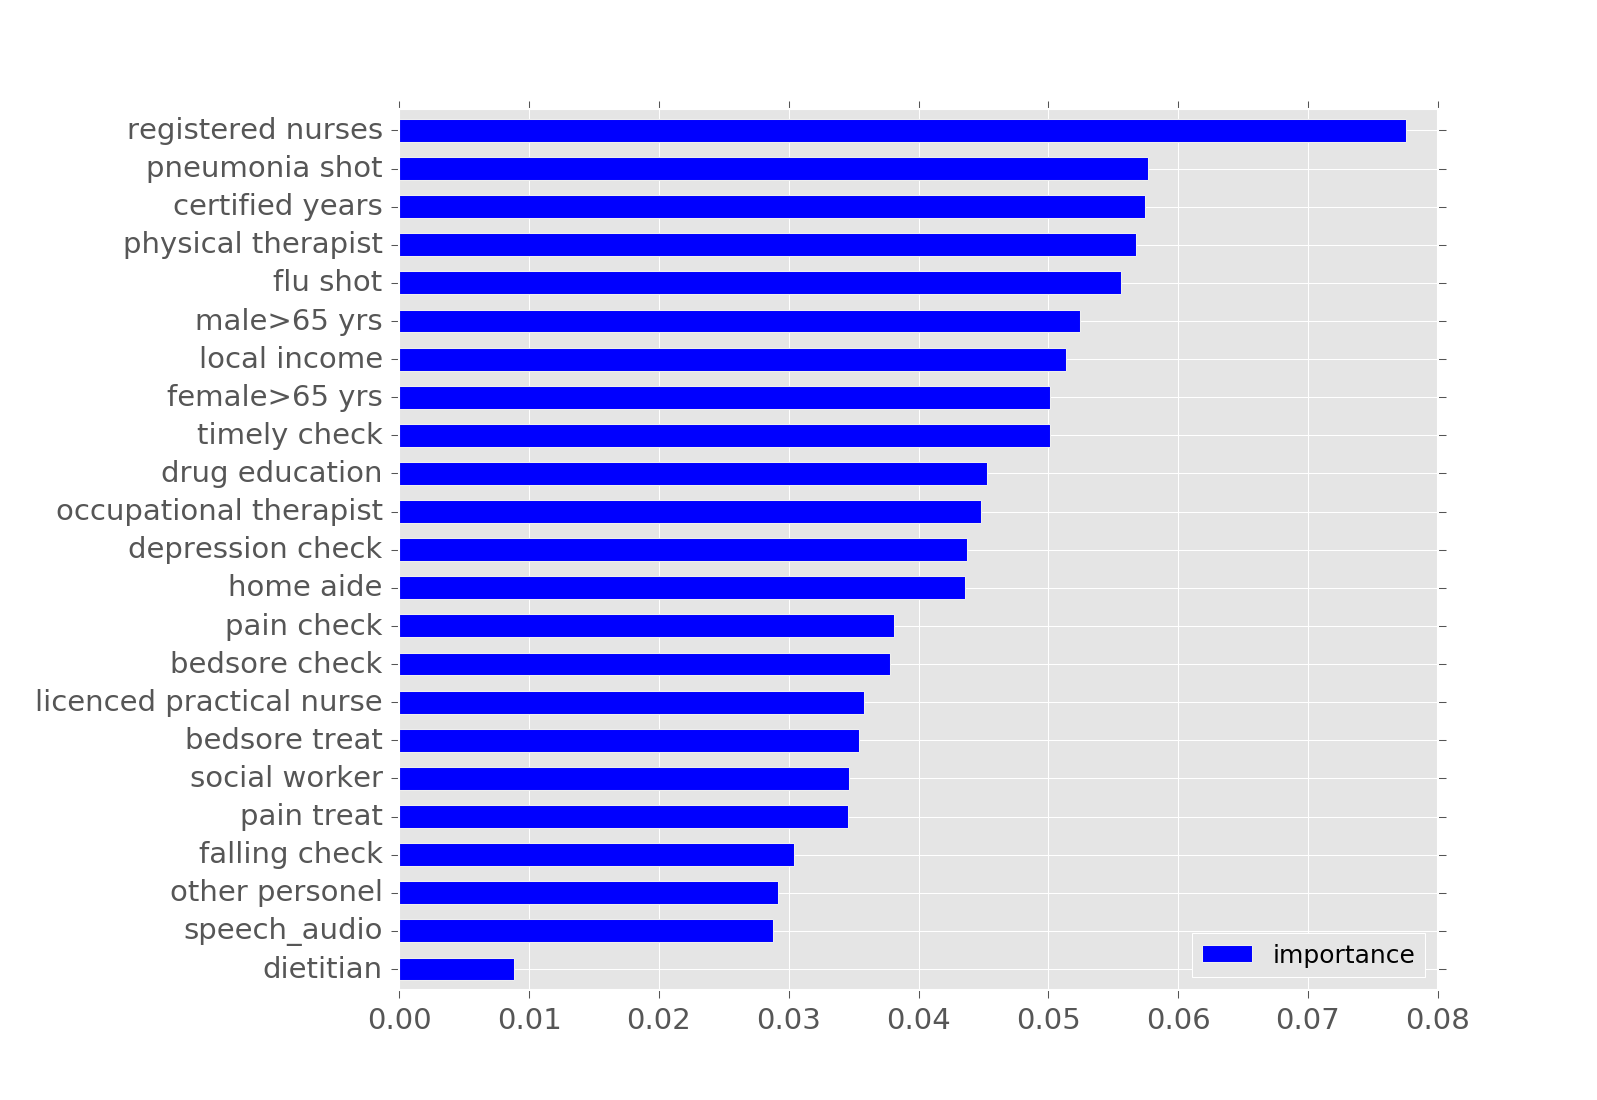 registered nurses
pneumonia shot
certified years
physical therapist
flu shot
male>65 yrs
local income
female>65 yrs
timely check
drug education
occupational therapist
depression check
home aide
pain check
bedsore check
licenced practical nurse
bedsore treat
social worker
pain treat
falling check
other personel
speech_audio
dietitian
importance
0.00 0.01 0.02 0.03 0.04 0.05 0.06 0.07 0.08